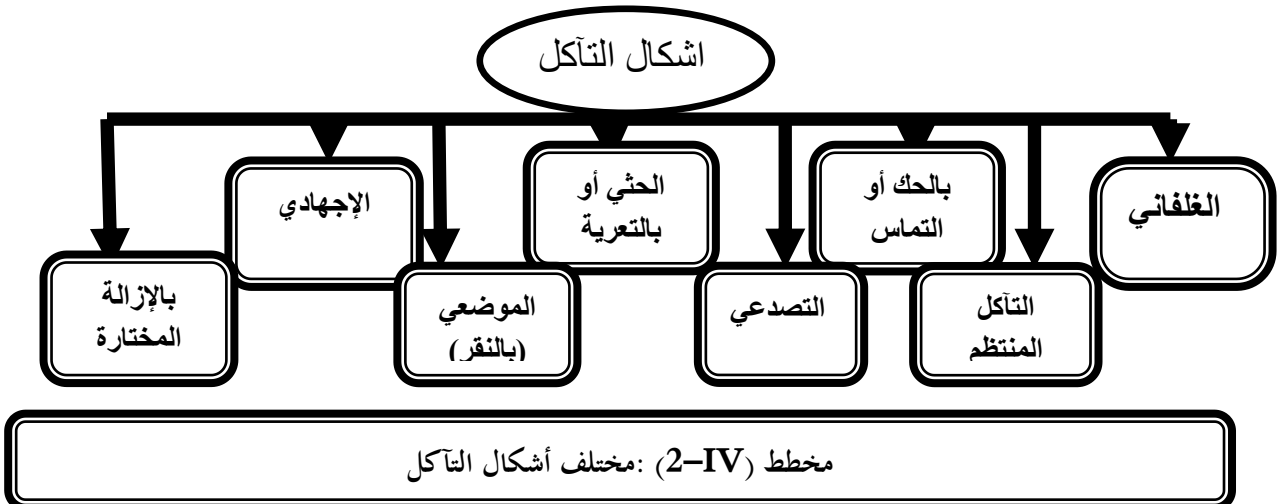 اشكال التآكل
الغلفاني
التآكل
المنتظم
بالحك أو
التماس
التصدعي
الحثي أو
بالتعرية
الموضعي
(بالنقر)
الإجهادي
بالإزالة
المختارة
مخطط (2–IV) :مختلف أشكال التآكل